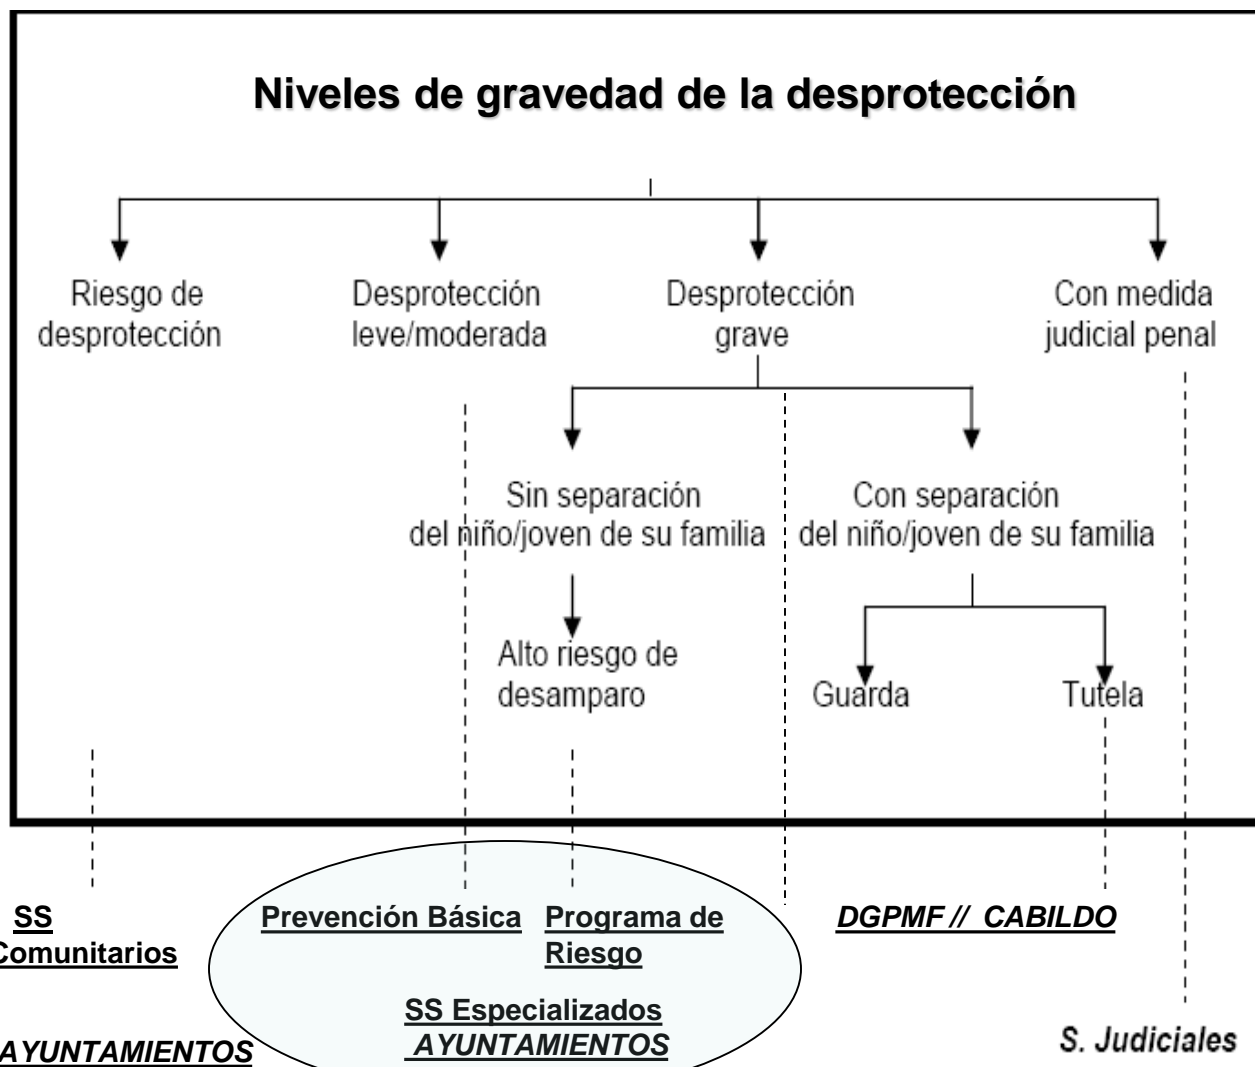 Niveles de gravedad de la desprotección
Riesgo de
desprotección
Desprotección
leve/moderada
Desprotección
grave
Con medida
judicial penal
Sin separación
del niño/joven de su familia
Con separación
del niño/joven de su familia
Alto riesgo de
desamparo
Guarda
Tutela
SS
Comunitarios
AYUNTAMIENTOS
Prevención Básica
Programa de
Riesgo
SS Especializados
AYUNTAMIENTOS
DGPMF // CABILDO
S. Judiciales